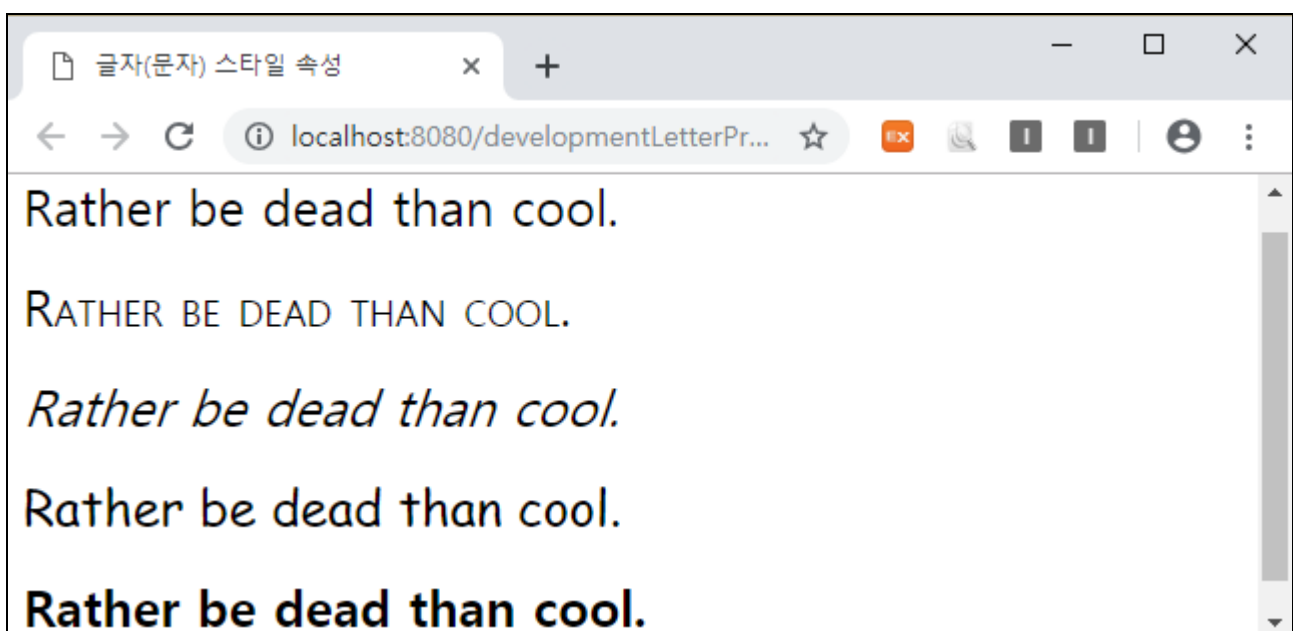 글자(문자) 스타일 속성
localhost:8080/developmentLetterPr...
Rather be dead than cool.
Rather be dead than cool.
Rather be dead than cool.
Rather be dead than cool.
Rather be dead than cool.